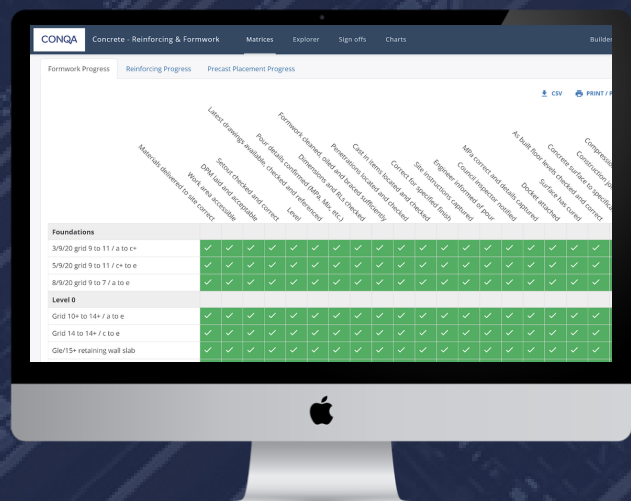 CONQA Concrete - Reinforcing & Formwork Matrices Explorer Sign offs Charts Builder
Formwork Progress Reinforcing Progress Precast Placement Progress
CSV PRINT /
Materials delivered to site correct
Work area accessible
DPM laid and acceptable
Setout checked and correct
Latest drawings available, checked and referenced
Level
Pour details confirmed (MPa, Mix, etc.)
Dimensions and RLs checked
Formwork cleaned, oiled and braced sufficiently
Penetrations located and checked
Cast in items located and checked
Correct for specified finish
Site instructions captured
Engineer informed of pour
Council inspector notified
MPa correct and details captured
Docket attached
As built floor levels checked and correct
Surface has cured
Concrete surface to
Construction
Foundations
3/9/20 grid 9 to 11 / a to c+
5/9/20 grid 9 to 11 / c+ to e
8/9/20 grid 9 to 7 / a to e
Level 0
Grid 10+ to 14+ / a to e
Grid 14 to 14+ / c to e
Gle/15+ retaining wall slab